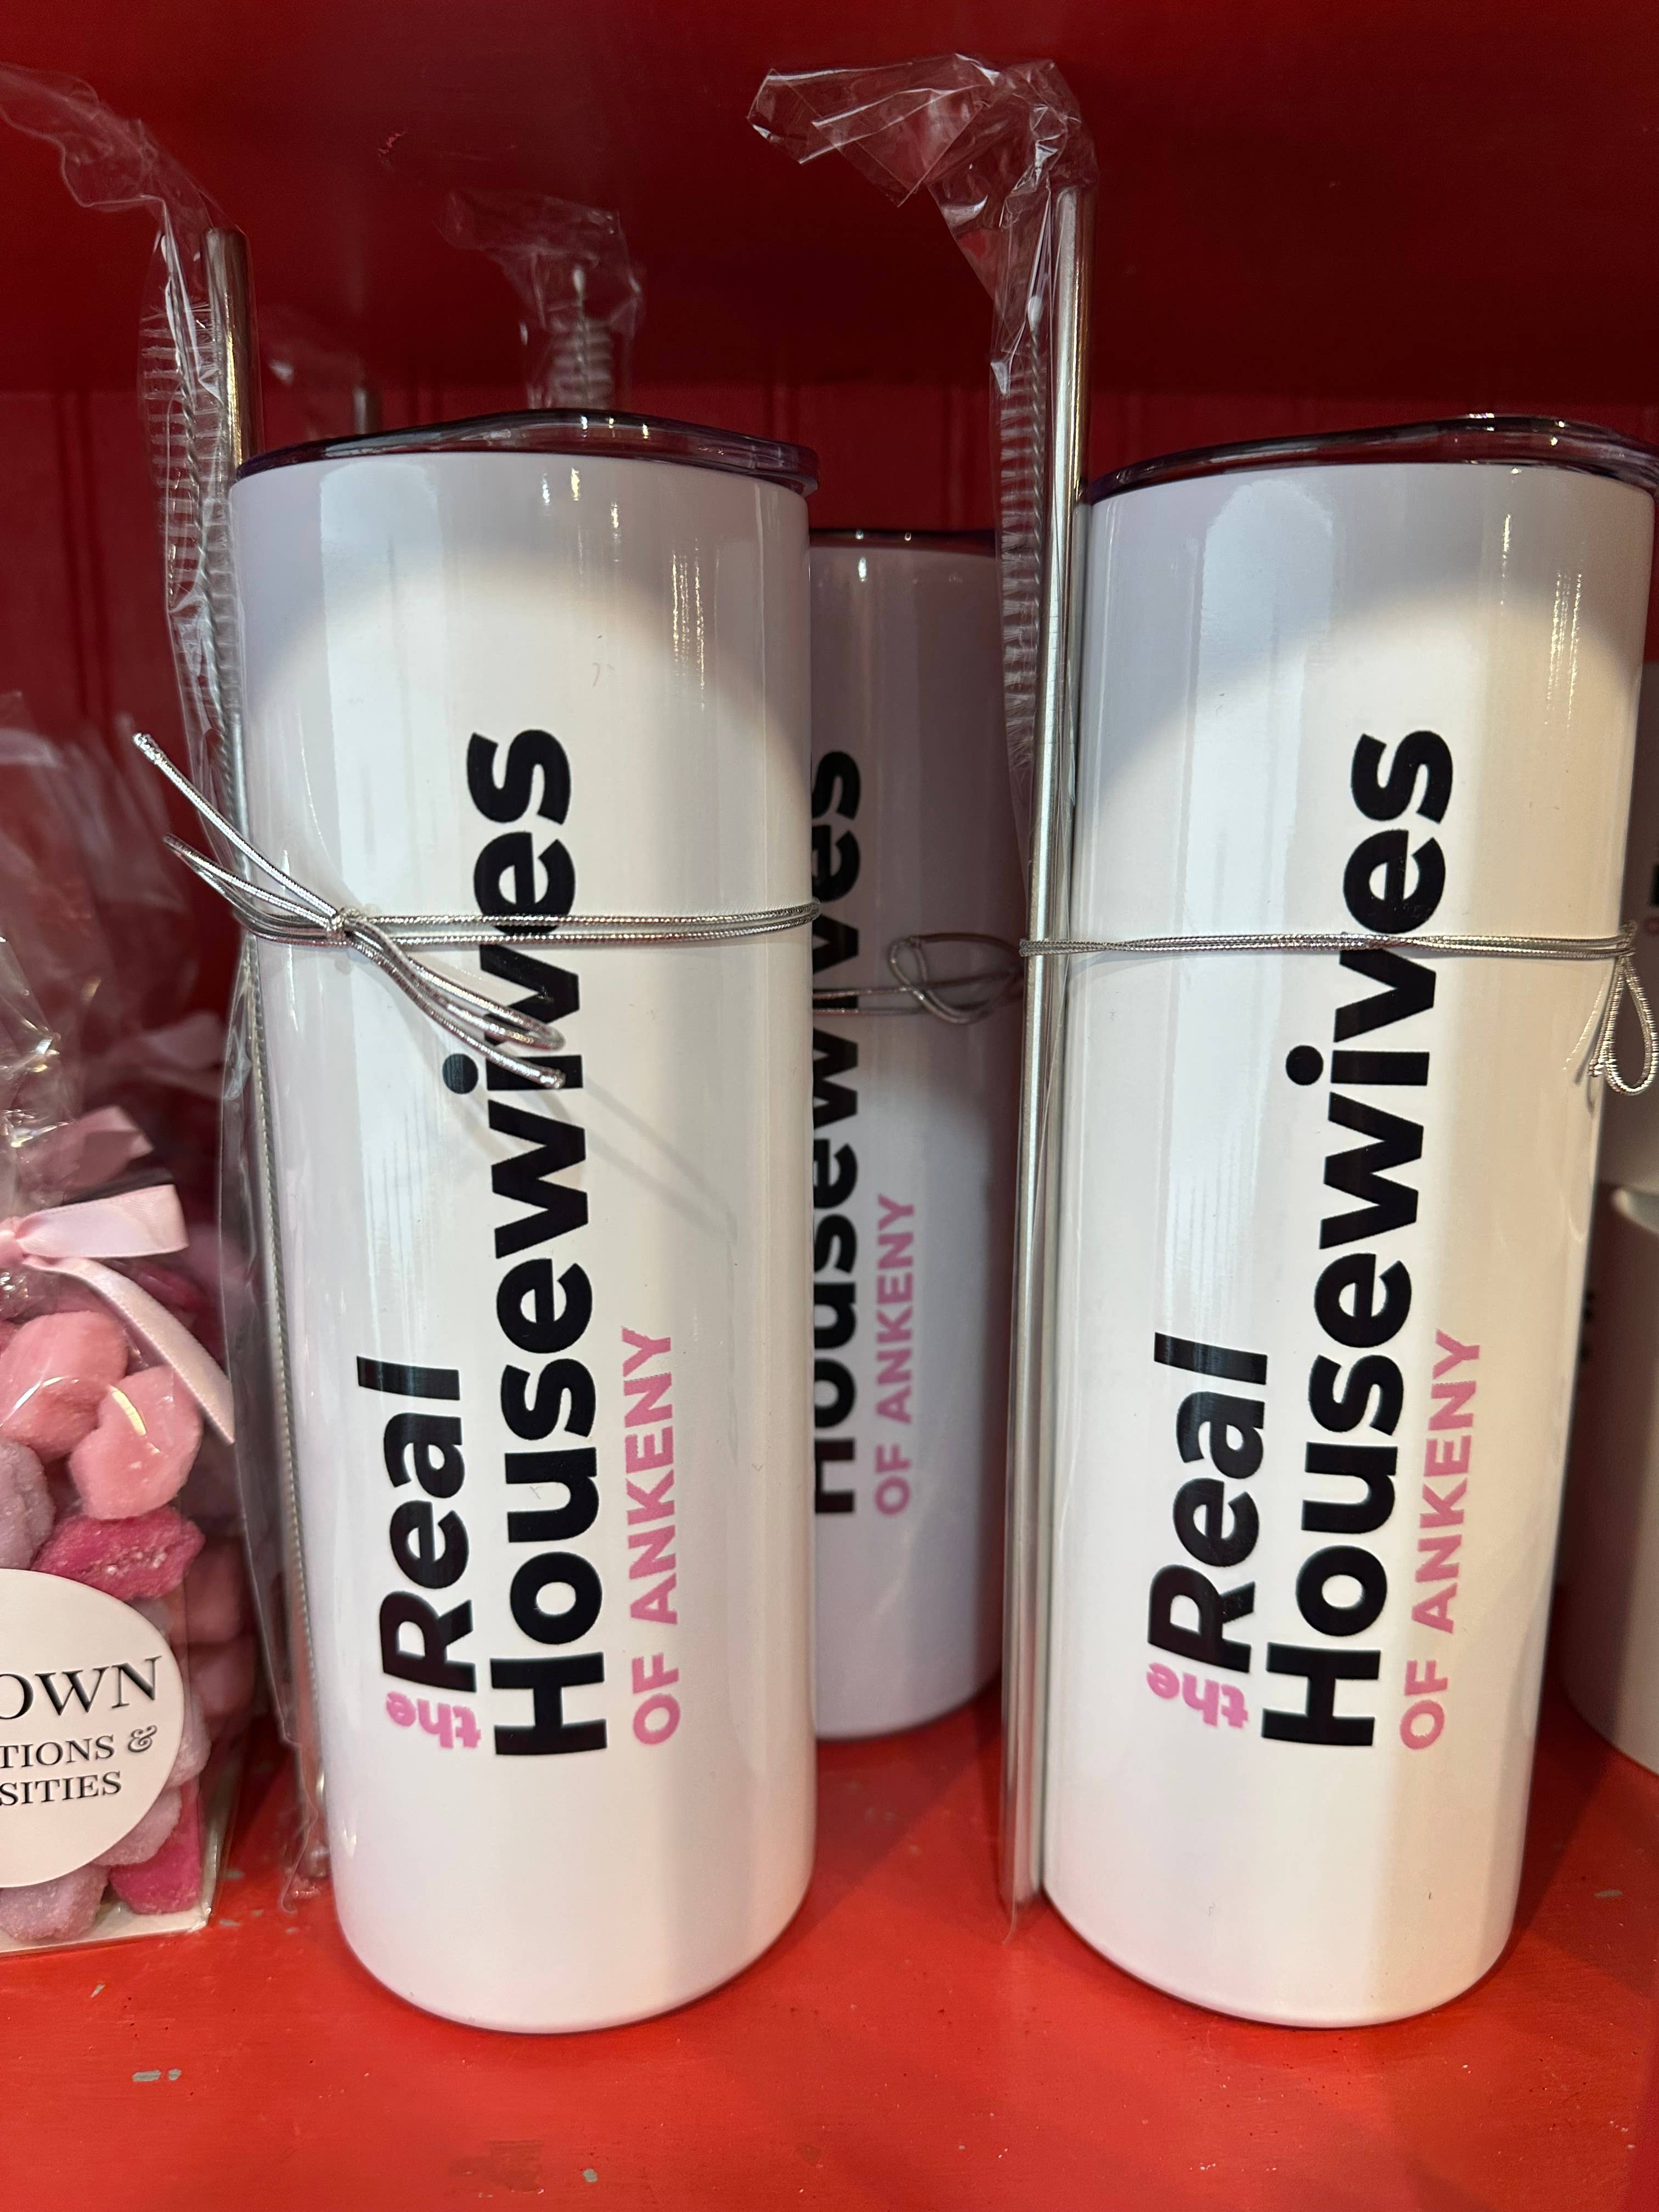 the
Real
Housewives
OF ANKENY
Housewives
OF ANKENY
the
Real
Housewives
OF ANKENY
OWN
TIONS &
SITIES